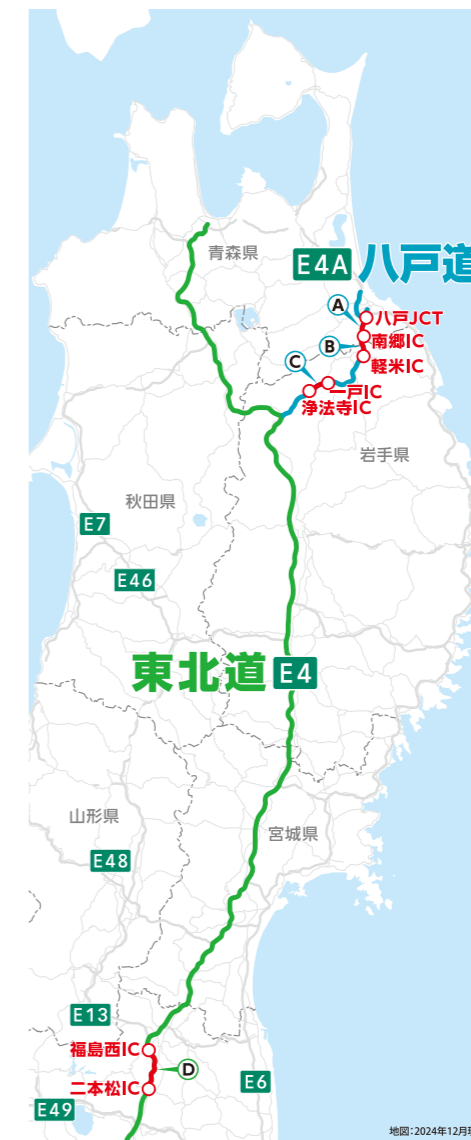 青森県
E4A 八戸道
A
八戸JCT
南郷IC
B
軽米IC
C
一戸IC
浄法寺IC
岩手県
秋田県
E7
E46
東北道 E4
山形県
宮城県
E48
E13
福島西IC
D
二本松IC
E6
E49
地図:2024年12月